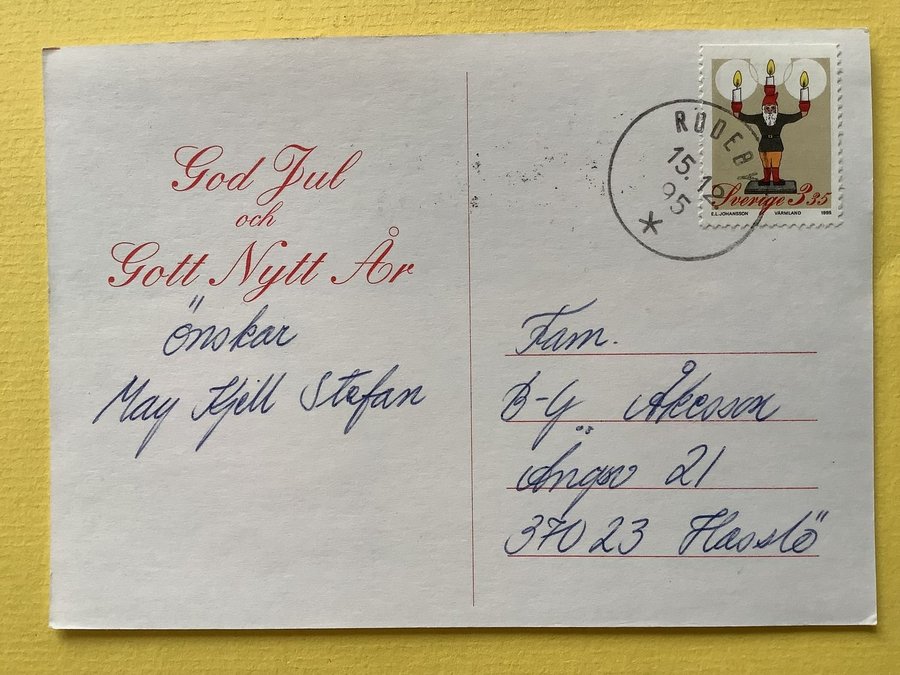 God Jul
och
Gott Nytt År
önskar
May Kjell Stefan
RÖDEBY
15.12.
95
*
Sverige 3 35
E.L.JOHANSSON VÄRMLAND 1995
Fam.
B-G Åkesson
Ängsv 21
370 23 Hasslö